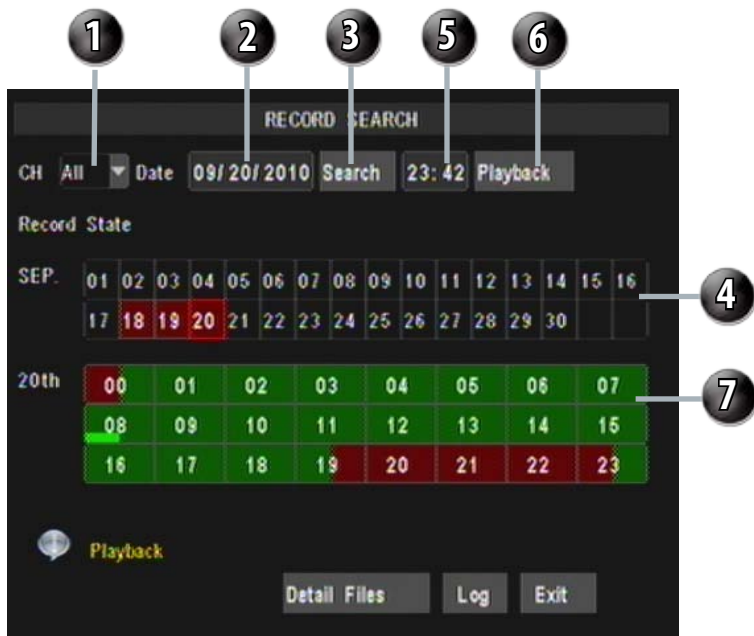 1 2 3 5 6
RECORD SEARCH
CH All Date 09/20/2010 Search 23:42 Playback
Record State
SEP. 01 02 03 04 05 06 07 08 09 10 11 12 13 14 15 16
4
17 18 19 20 21 22 23 24 25 26 27 28 29 30
20th 00 01 02 03 04 05 06 07
7
08 09 10 11 12 13 14 15
16 17 18 19 20 21 22 23
Playback
Detail Files Log Exit